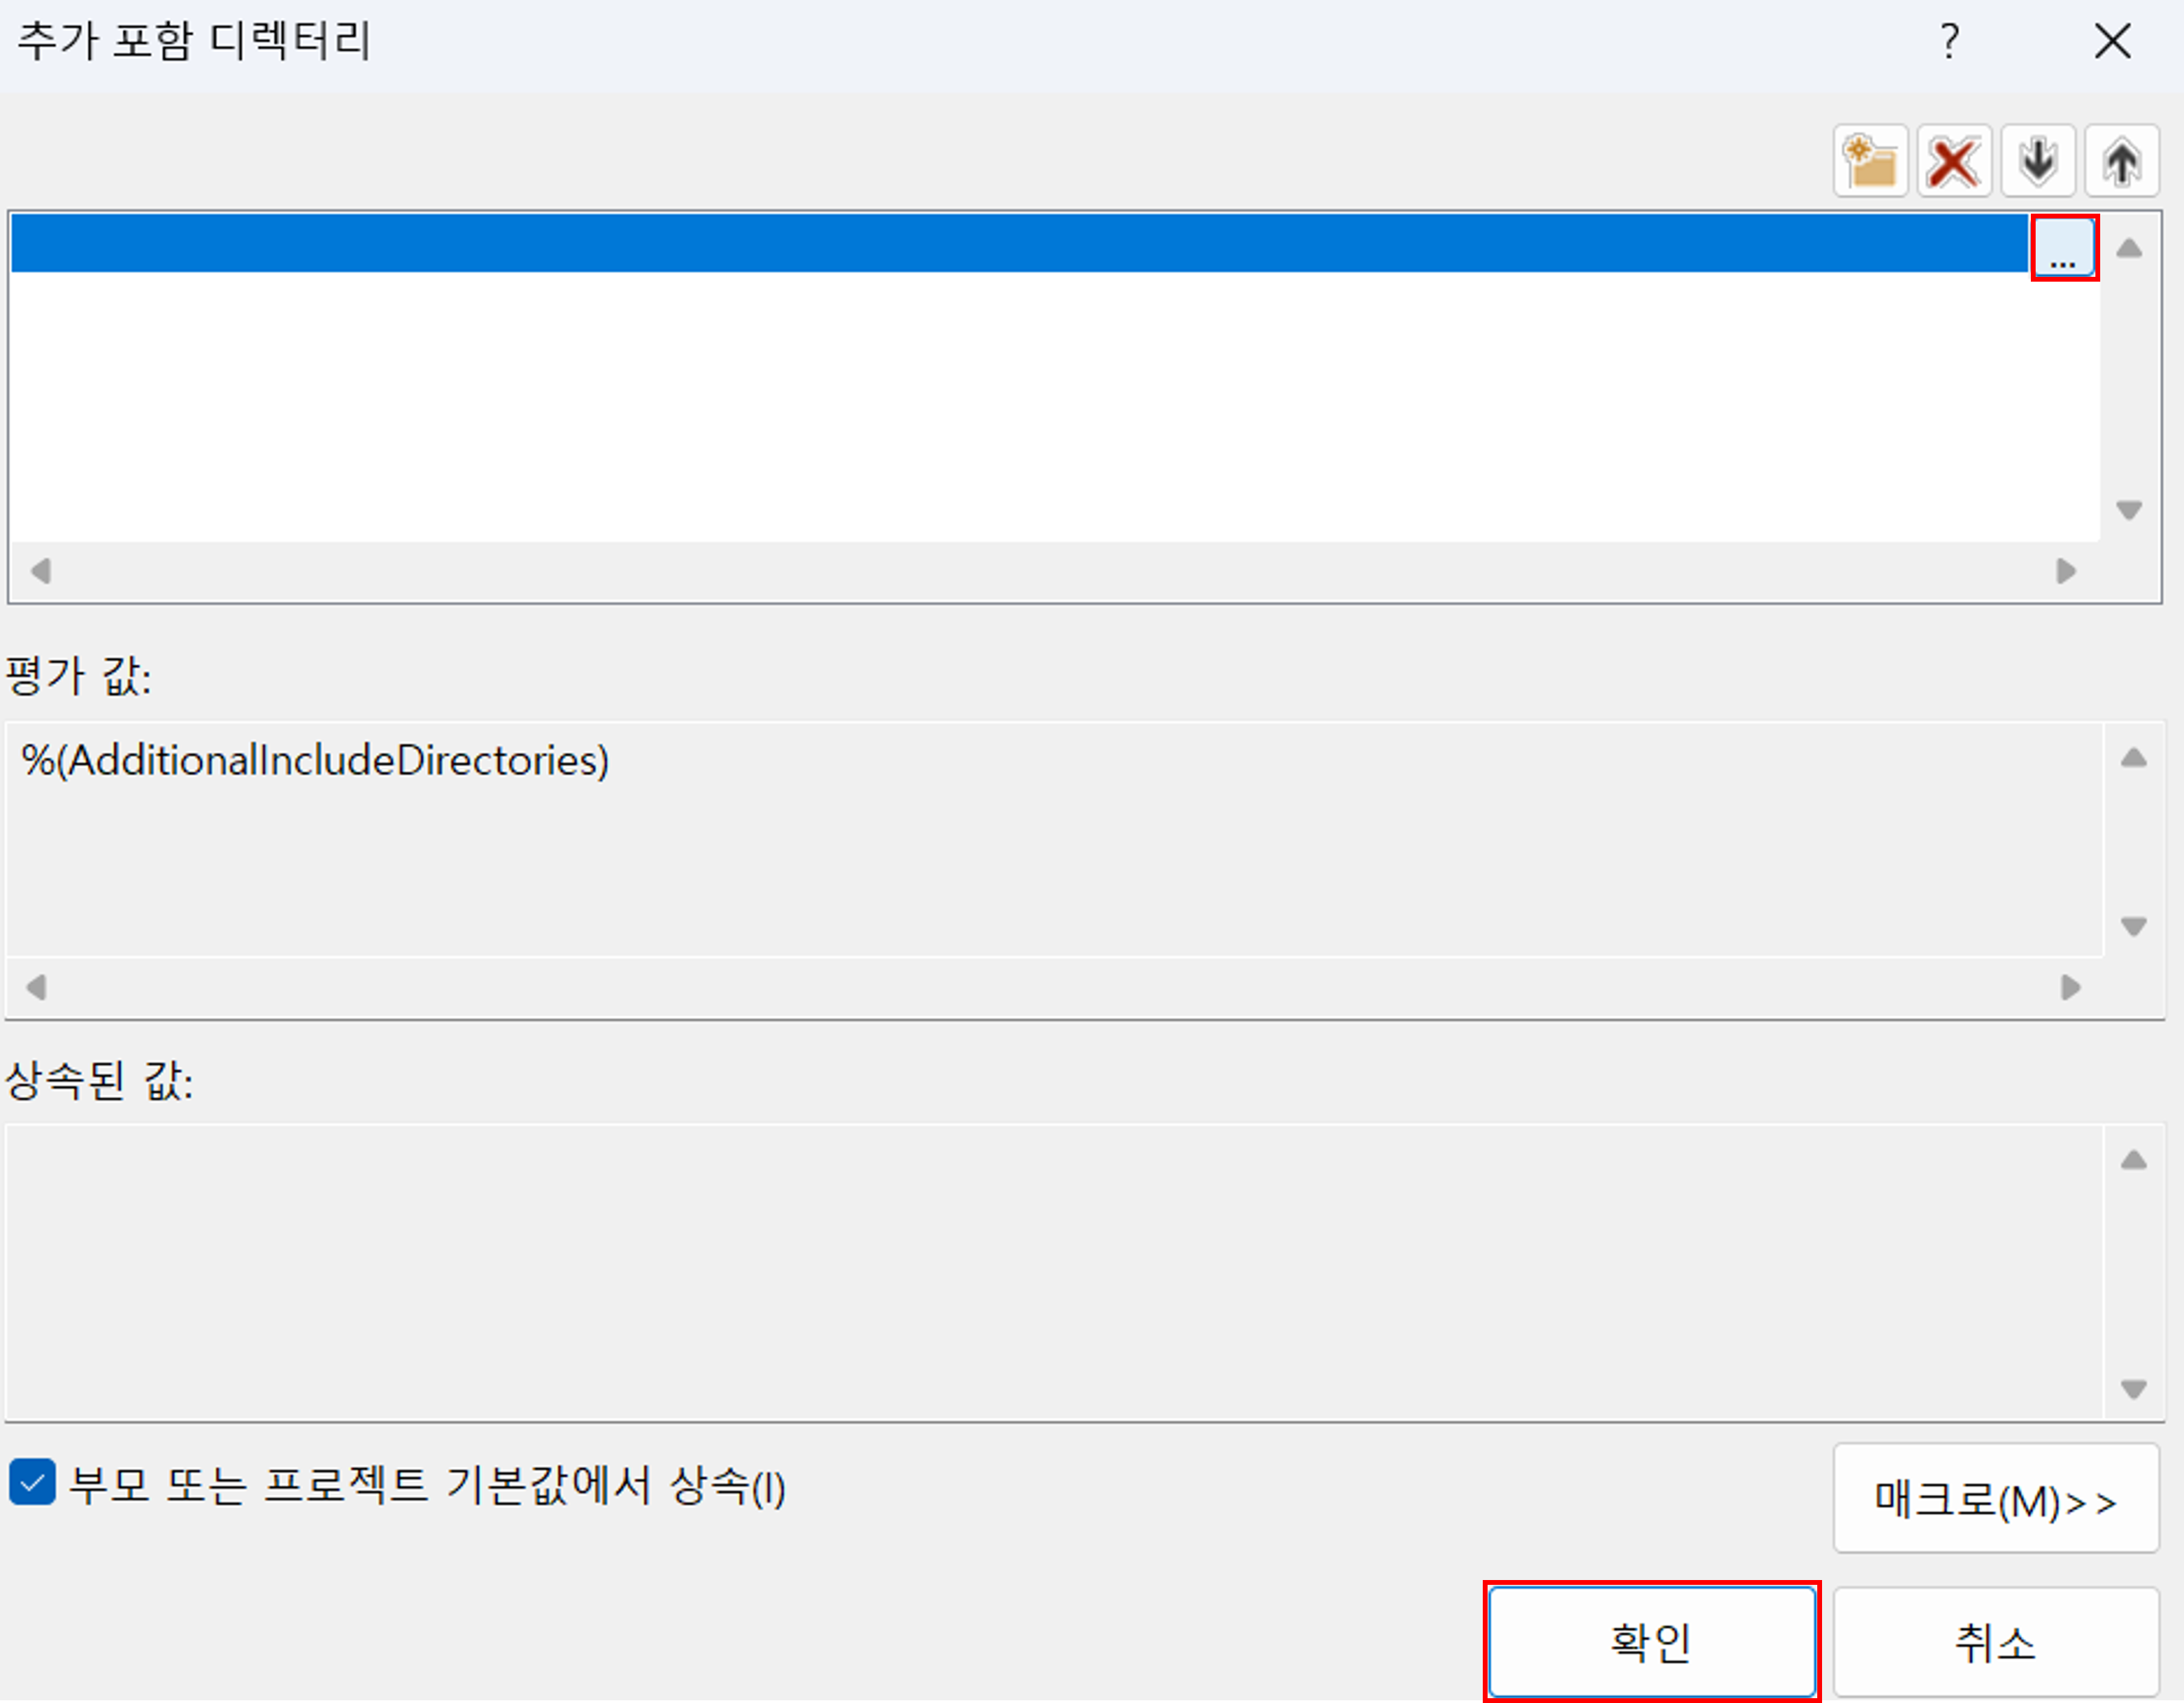 추가 포함 디렉터리
?
...
평가 값:
%(AdditionalIncludeDirectories)
상속된 값:
부모 또는 프로젝트 기본값에서 상속(I)
매크로(M)>>
확인
취소